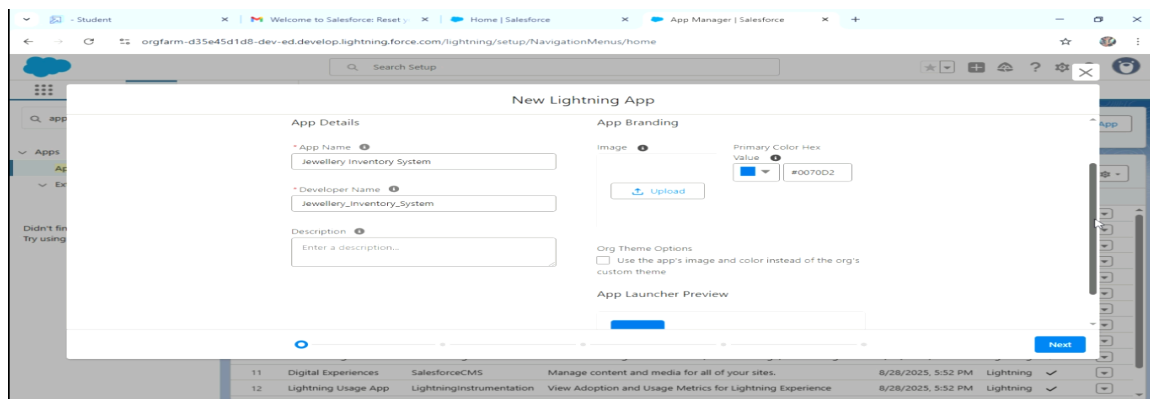 - Student
Welcome to Salesforce: Reset y
Home | Salesforce
App Manager | Salesforce
orgfarm-d35e45d1d8-dev-ed.develop.lightning.force.com/lightning/setup/NavigationMenus/home
Search Setup
New Lightning App
app
App
Apps
Ap
Ex
Didn't fin
Try using
App Details
App Branding
* App Name
Jewellery Inventory System
* Developer Name
Jewellery_Inventory_System
Description
Enter a description...
Image
Upload
Primary Color Hex
Value
#0070D2
Org Theme Options
Use the app's image and color instead of the org's
custom theme
App Launcher Preview
Next
11 Digital Experiences SalesforceCMS Manage content and media for all of your sites. 8/28/2025, 5:52 PM Lightning
12 Lightning Usage App LightningInstrumentation View Adoption and Usage Metrics for Lightning Experience 8/28/2025, 5:52 PM Lightning